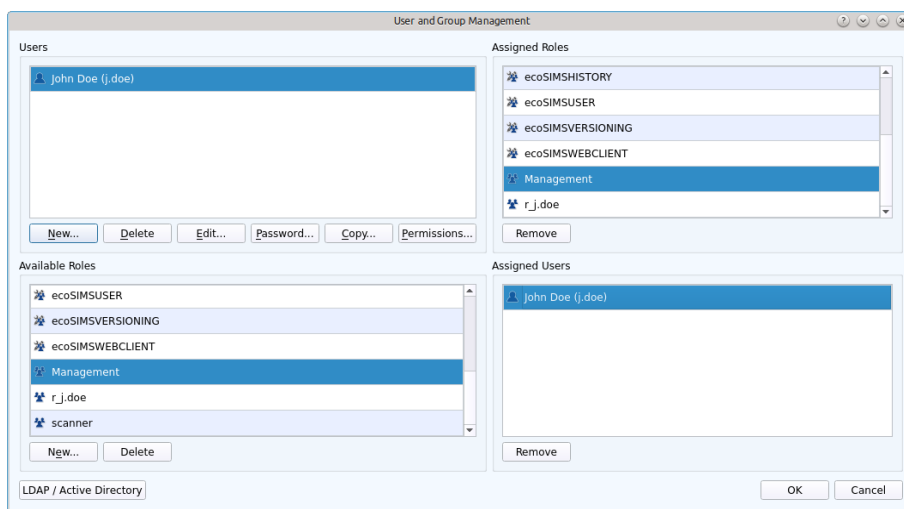 User and Group Management
Users
John Doe (j.doe)
New...
Delete
Edit...
Password...
Copy...
Permissions...
Assigned Roles
ecoSIMSHISTORY
ecoSIMSUSER
ecoSIMSVERSIONING
ecoSIMSWEBCLIENT
Management
r_j.doe
Remove
Available Roles
ecoSIMSUSER
ecoSIMSVERSIONING
ecoSIMSWEBCLIENT
Management
r_j.doe
scanner
New...
Delete
Assigned Users
John Doe (j.doe)
Remove
LDAP / Active Directory
OK
Cancel